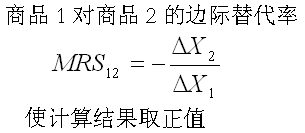 商品1对商品2的边际替代率
MRS₁₂ = -ΔX₂/ΔX₁
使计算结果取正值